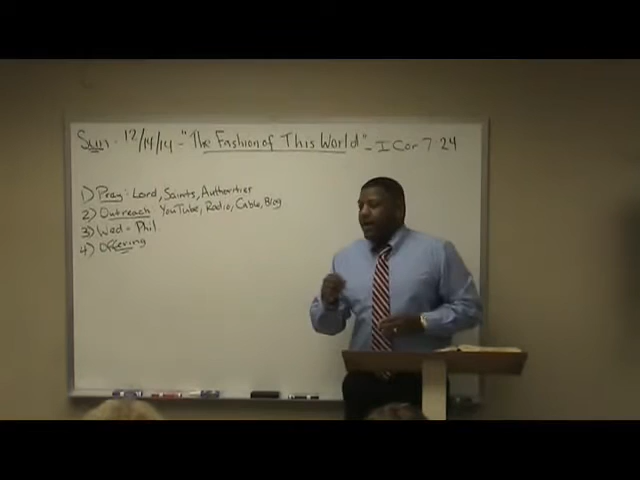 Sun. 12/14/14 - "The Fashion of This World" - I Cor 7 24
1) Pray: Lord, Saints, Authorities
2) Outreach YouTube, Radio, Cable, Blog
3) Wed = Phil
4) Offering